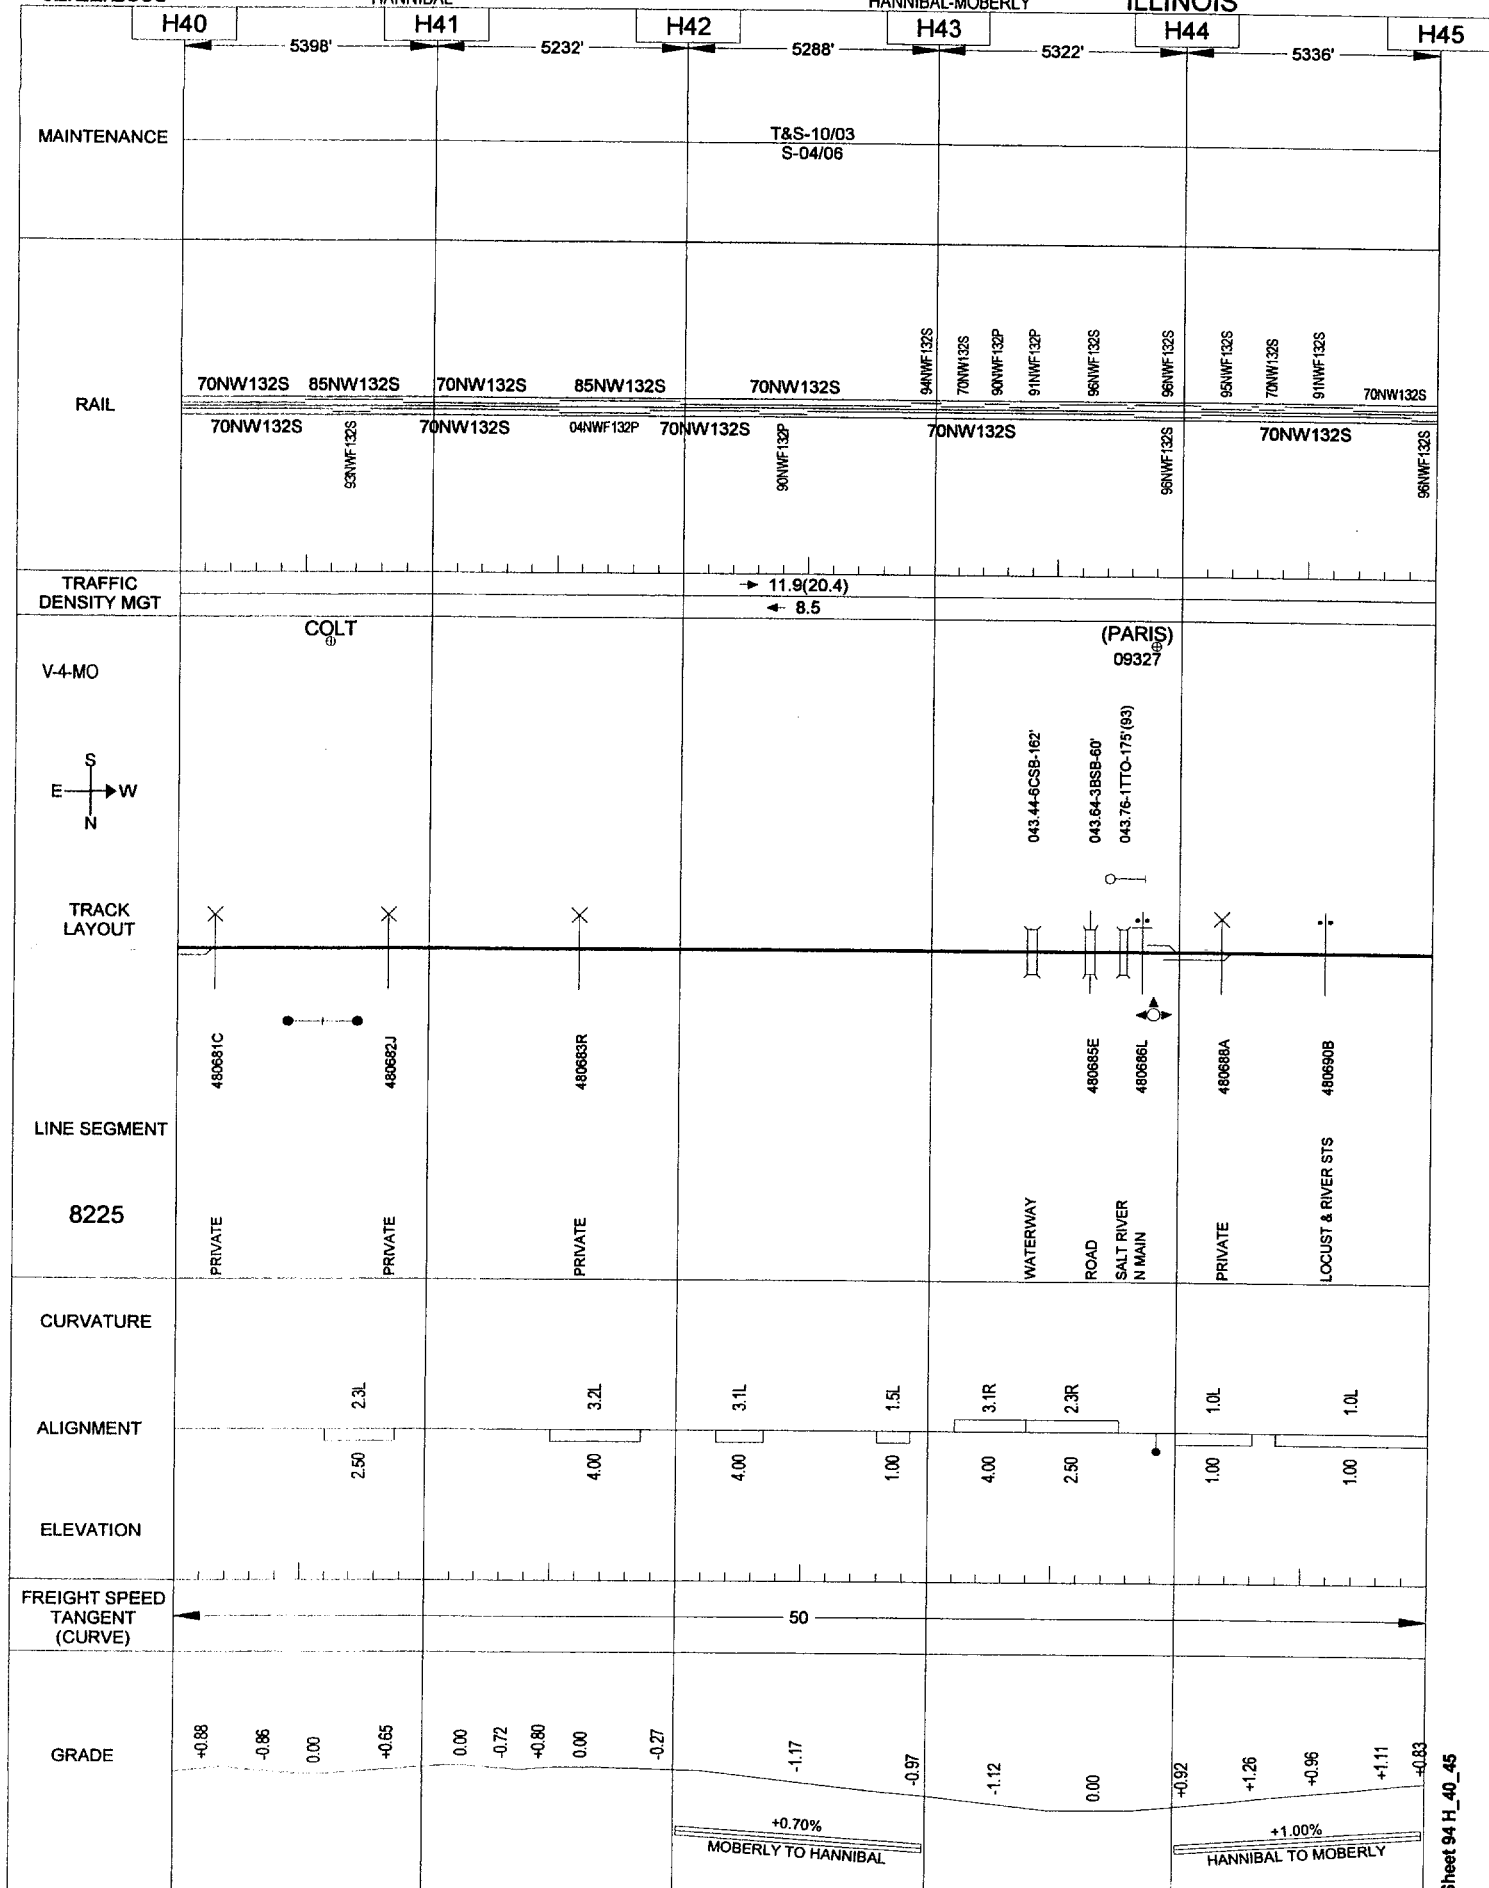 HANNIBAL
HANNIBAL-MOBERLY
ILLINOIS
H40 H41 H42 H43 H44 H45
5398' 5232' 5288' 5322' 5336'
MAINTENANCE
T&S-10/03
S-04/06
RAIL
94NWF132S 70NW132S 90NWF132P 91NWF132P 96NWF132S 96NWF132S 95NWF132S 70NW132S 91NWF132S
70NW132S 85NW132S 70NW132S 85NW132S 70NW132S 70NW132S
70NW132S 70NW132S 04NWF132P 70NW132S 70NW132S 70NW132S
93NWF132S 90NWF132P 96NWF132S 96NWF132S
TRAFFIC
DENSITY MGT
11.9(20.4)
8.5
COLT
(PARIS)
09327
V-4-MO
S
E W
N
043.44-6CSB-162'
043.64-3BSB-60'
043.76-1TTO-175'(93)
TRACK
LAYOUT
480681C 480682J 480683R 480685E 480686L 480688A 480690B
LINE SEGMENT
8225
PRIVATE
PRIVATE
PRIVATE
WATERWAY
ROAD
SALT RIVER
N MAIN
PRIVATE
LOCUST & RIVER STS
CURVATURE
2.3L 3.2L 3.1L 1.5L 3.1R 2.3R 1.0L 1.0L
ALIGNMENT
2.50 4.00 4.00 1.00 4.00 2.50 1.00 1.00
ELEVATION
FREIGHT SPEED
TANGENT
(CURVE)
50
GRADE
+0.88 -0.86 0.00 +0.65 0.00 -0.72 +0.80 0.00 -0.27 -1.17 -0.97 -1.12 0.00 +0.92 +1.26 +0.96 +1.11 +0.83
+0.70%
MOBERLY TO HANNIBAL
+1.00%
HANNIBAL TO MOBERLY
Sheet 94 H_40_45